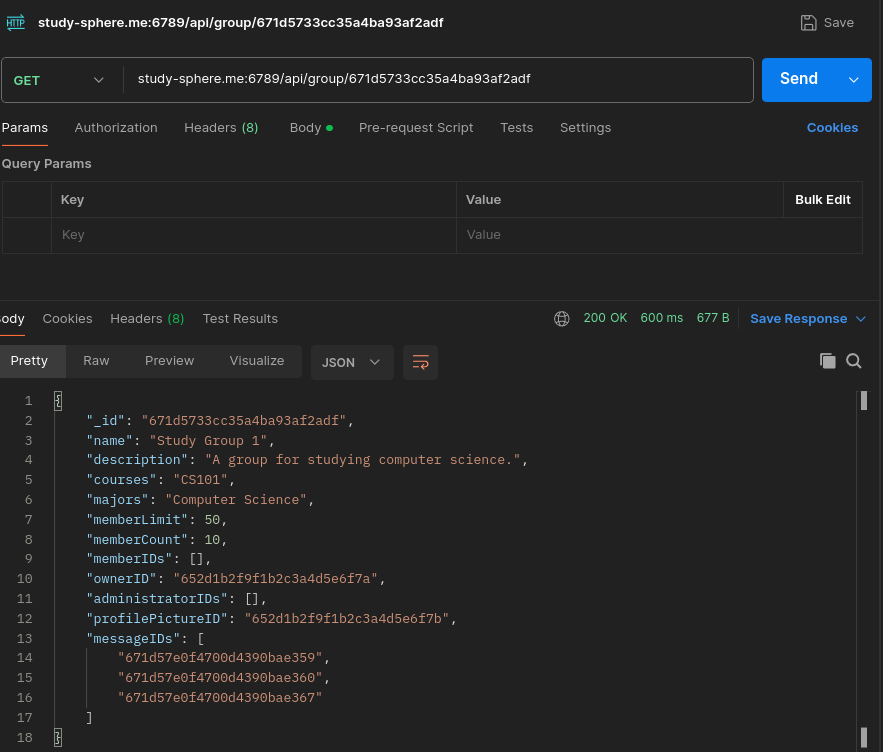 HTTP study-sphere.me:6789/api/group/671d5733cc35a4ba93af2adf Save
GET study-sphere.me:6789/api/group/671d5733cc35a4ba93af2adf Send
Params Authorization Headers (8) Body Pre-request Script Tests Settings Cookies
Query Params
Key Value Bulk Edit
Key Value
ody Cookies Headers (8) Test Results 200 OK 600 ms 677 B Save Response
Pretty Raw Preview Visualize JSON
1 {
2 "_id": "671d5733cc35a4ba93af2adf",
3 "name": "Study Group 1",
4 "description": "A group for studying computer science.",
5 "courses": "CS101",
6 "majors": "Computer Science",
7 "memberLimit": 50,
8 "memberCount": 10,
9 "memberIDs": [],
10 "ownerID": "652d1b2f9f1b2c3a4d5e6f7a",
11 "administratorIDs": [],
12 "profilePictureID": "652d1b2f9f1b2c3a4d5e6f7b",
13 "messageIDs": [
14 "671d57e0f4700d4390bae359",
15 "671d57e0f4700d4390bae360",
16 "671d57e0f4700d4390bae367"
17 ]
18 }